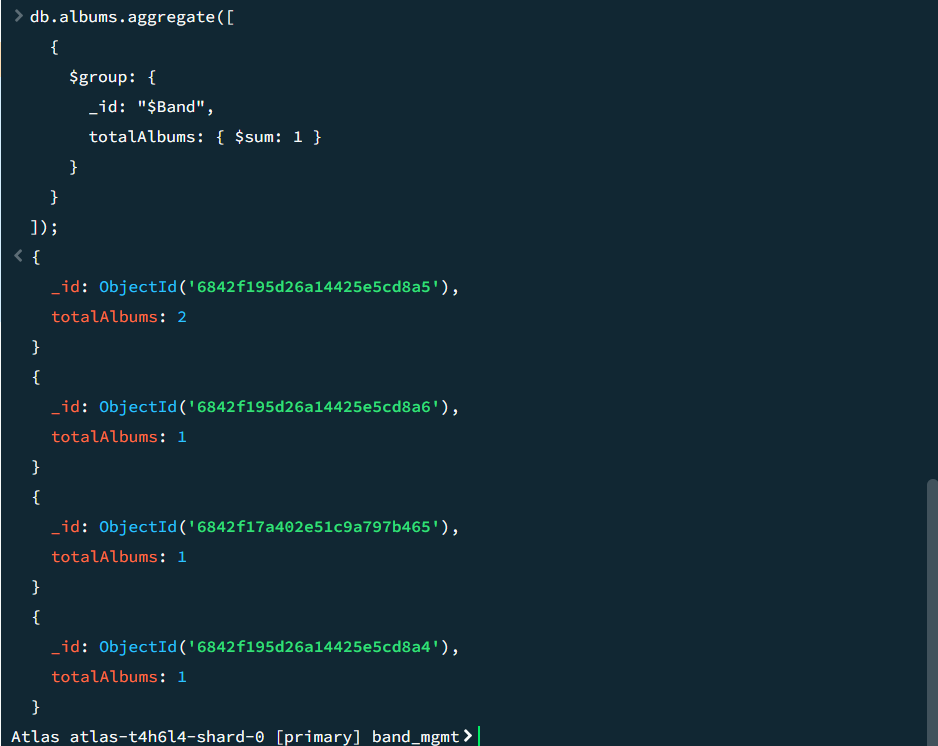 > db.albums.aggregate([
{
$group: {
_id: "$Band",
totalAlbums: { $sum: 1 }
}
}
]);
< {
_id: ObjectId('6842f195d26a14425e5cd8a5'),
totalAlbums: 2
}
{
_id: ObjectId('6842f195d26a14425e5cd8a6'),
totalAlbums: 1
}
{
_id: ObjectId('6842f17a402e51c9a797b465'),
totalAlbums: 1
}
{
_id: ObjectId('6842f195d26a14425e5cd8a4'),
totalAlbums: 1
}
Atlas atlas-t4h6l4-shard-0 [primary] band_mgmt>